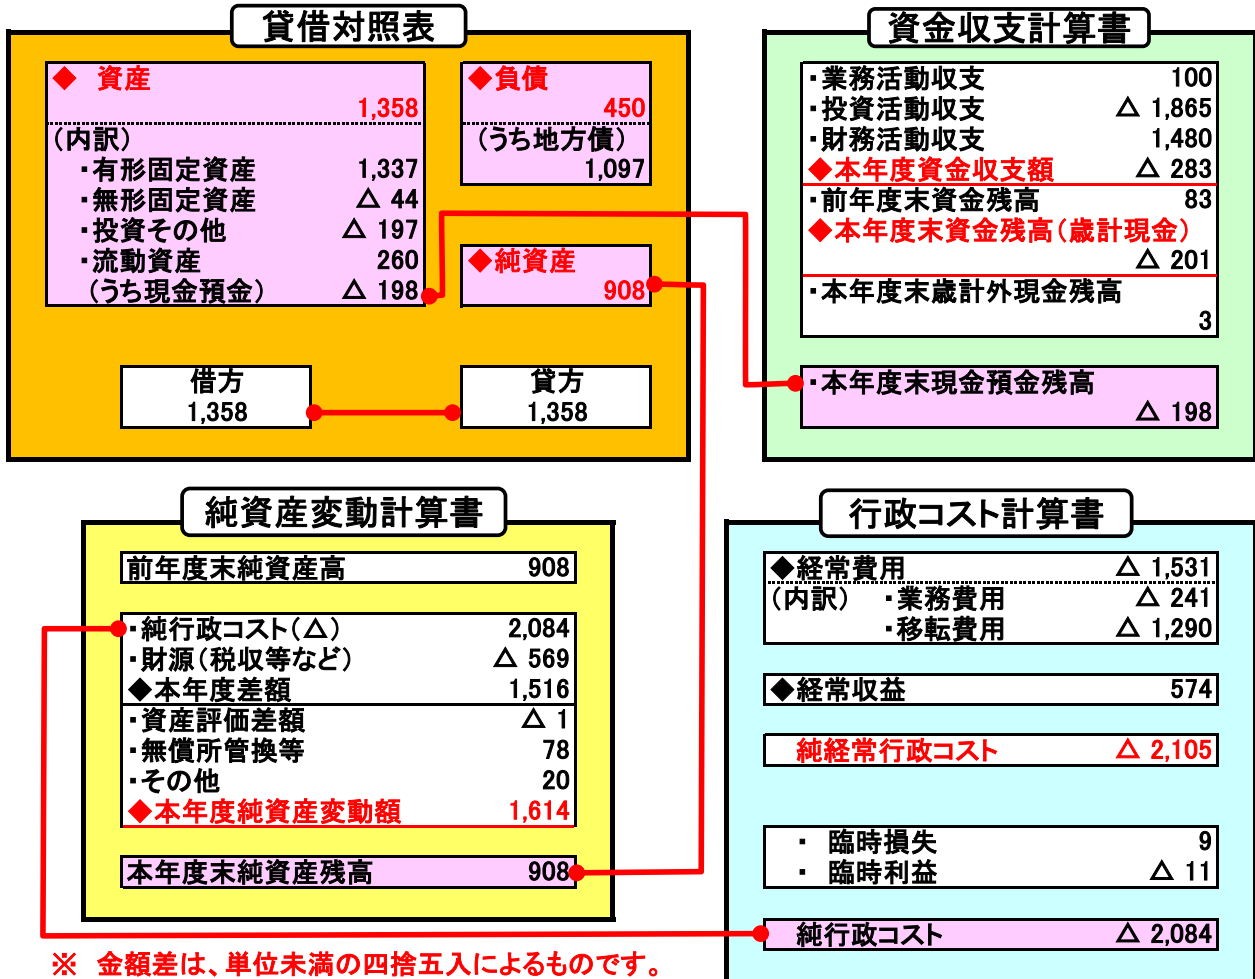 貸借対照表
◆ 資産
1,358
(内訳)
・有形固定資産 1,337
・無形固定資産 △ 44
・投資その他 △ 197
・流動資産 260
(うち現金預金) △ 198
◆負債
450
(うち地方債)
1,097
◆純資産
908
借方
1,358
貸方
1,358
資金収支計算書
・業務活動収支 100
・投資活動収支 △ 1,865
・財務活動収支 1,480
◆本年度資金収支額 △ 283
・前年度末資金残高 83
◆本年度末資金残高(歳計現金)
△ 201
・本年度末歳計外現金残高
3
・本年度末現金預金残高
△ 198
純資産変動計算書
前年度末純資産高 908
・純行政コスト(△) 2,084
・財源(税収等など) △ 569
◆本年度差額 1,516
・資産評価差額 △ 1
・無償所管換等 78
・その他 20
◆本年度純資産変動額 1,614
本年度末純資産残高 908
※ 金額差は、単位未満の四捨五入によるものです。
行政コスト計算書
◆経常費用 △ 1,531
(内訳) ・業務費用 △ 241
・移転費用 △ 1,290
◆経常収益 574
純経常行政コスト △ 2,105
・ 臨時損失 9
・ 臨時利益 △ 11
純行政コスト △ 2,084